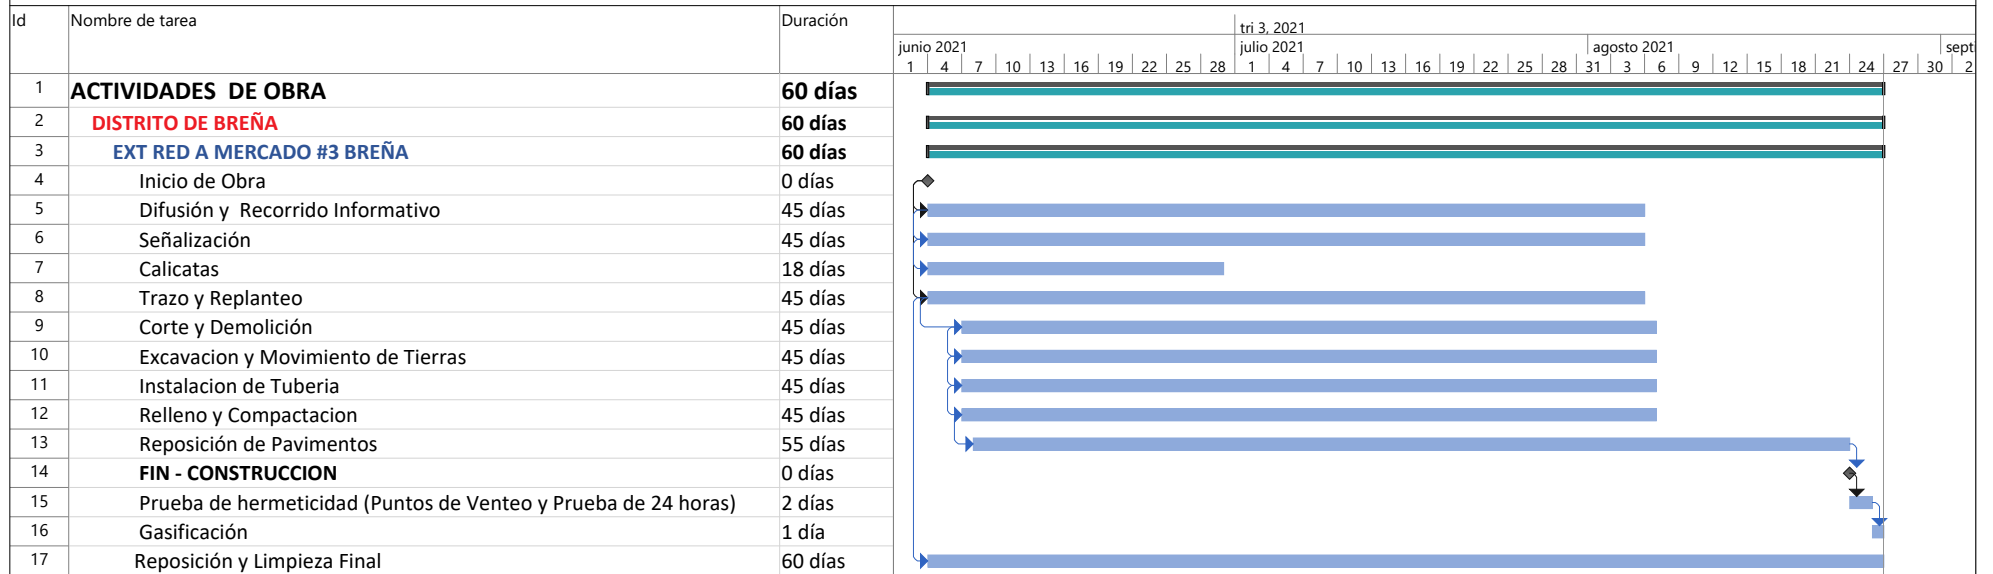 Id Nombre de tarea Duración
tri 3, 2021
junio 2021 julio 2021 agosto 2021 septi
1 4 7 10 13 16 19 22 25 28 1 4 7 10 13 16 19 22 25 28 31 3 6 9 12 15 18 21 24 27 30 2
1 ACTIVIDADES DE OBRA 60 días
2 DISTRITO DE BREÑA 60 días
3 EXT RED A MERCADO #3 BREÑA 60 días
4 Inicio de Obra 0 días
5 Difusión y Recorrido Informativo 45 días
6 Señalización 45 días
7 Calicatas 18 días
8 Trazo y Replanteo 45 días
9 Corte y Demolición 45 días
10 Excavacion y Movimiento de Tierras 45 días
11 Instalacion de Tuberia 45 días
12 Relleno y Compactacion 45 días
13 Reposición de Pavimentos 55 días
14 FIN - CONSTRUCCION 0 días
15 Prueba de hermeticidad (Puntos de Venteo y Prueba de 24 horas) 2 días
16 Gasificación 1 día
17 Reposición y Limpieza Final 60 días